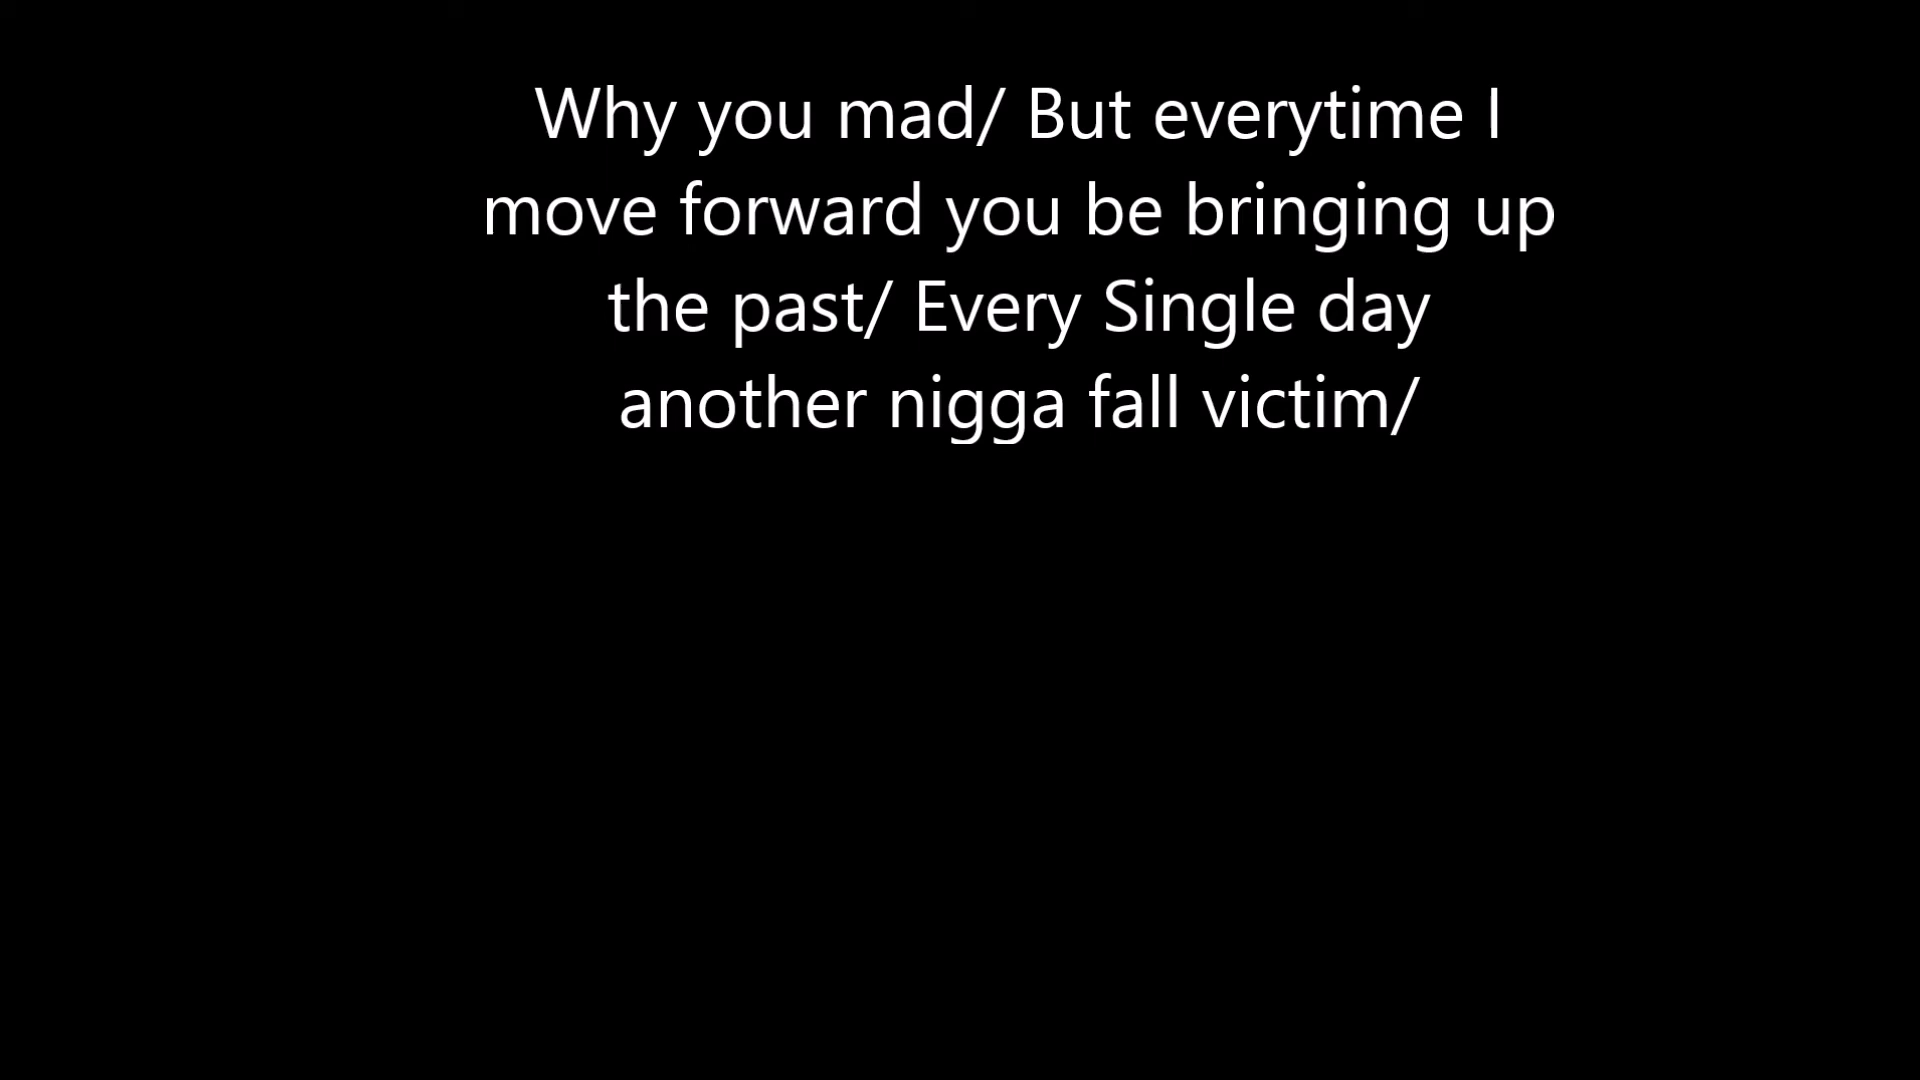 Why you mad/ But everytime I
move forward you be bringing up
the past/ Every Single day
another nigga fall victim/